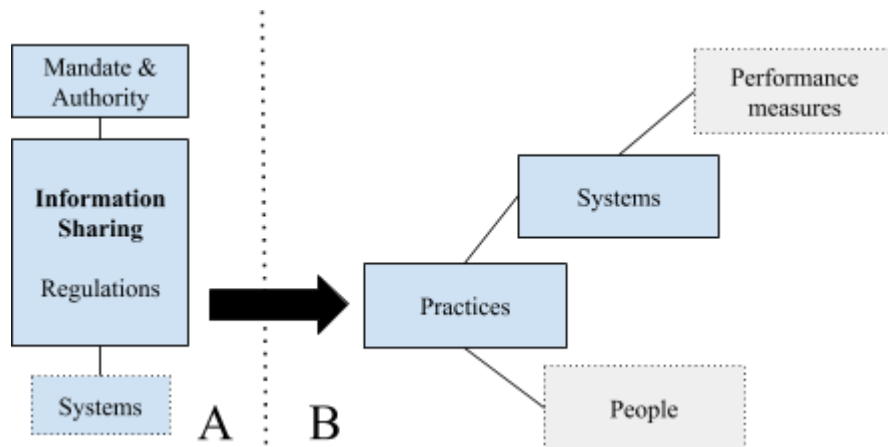 Mandate &
Authority
Information
Sharing
Regulations
Systems
A
B
Performance
measures
Systems
Practices
People